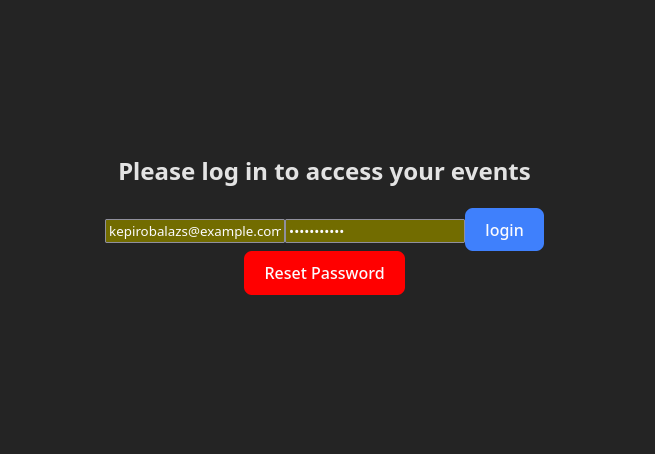 Please log in to access your events
kepirobalazs@example.com ••••••••••• login
Reset Password